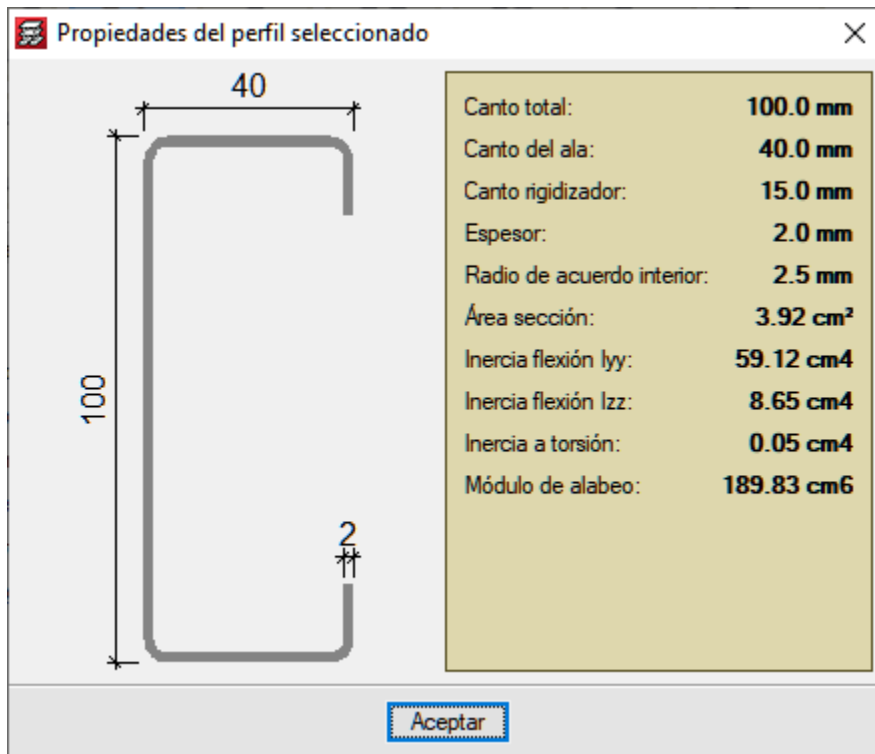 Propiedades del perfil seleccionado
40
100
2
Canto total: 100.0 mm
Canto del ala: 40.0 mm
Canto rigidizador: 15.0 mm
Espesor: 2.0 mm
Radio de acuerdo interior: 2.5 mm
Área sección: 3.92 cm²
Inercia flexión Iyy: 59.12 cm4
Inercia flexión Izz: 8.65 cm4
Inercia a torsión: 0.05 cm4
Módulo de alabeo: 189.83 cm6
Aceptar